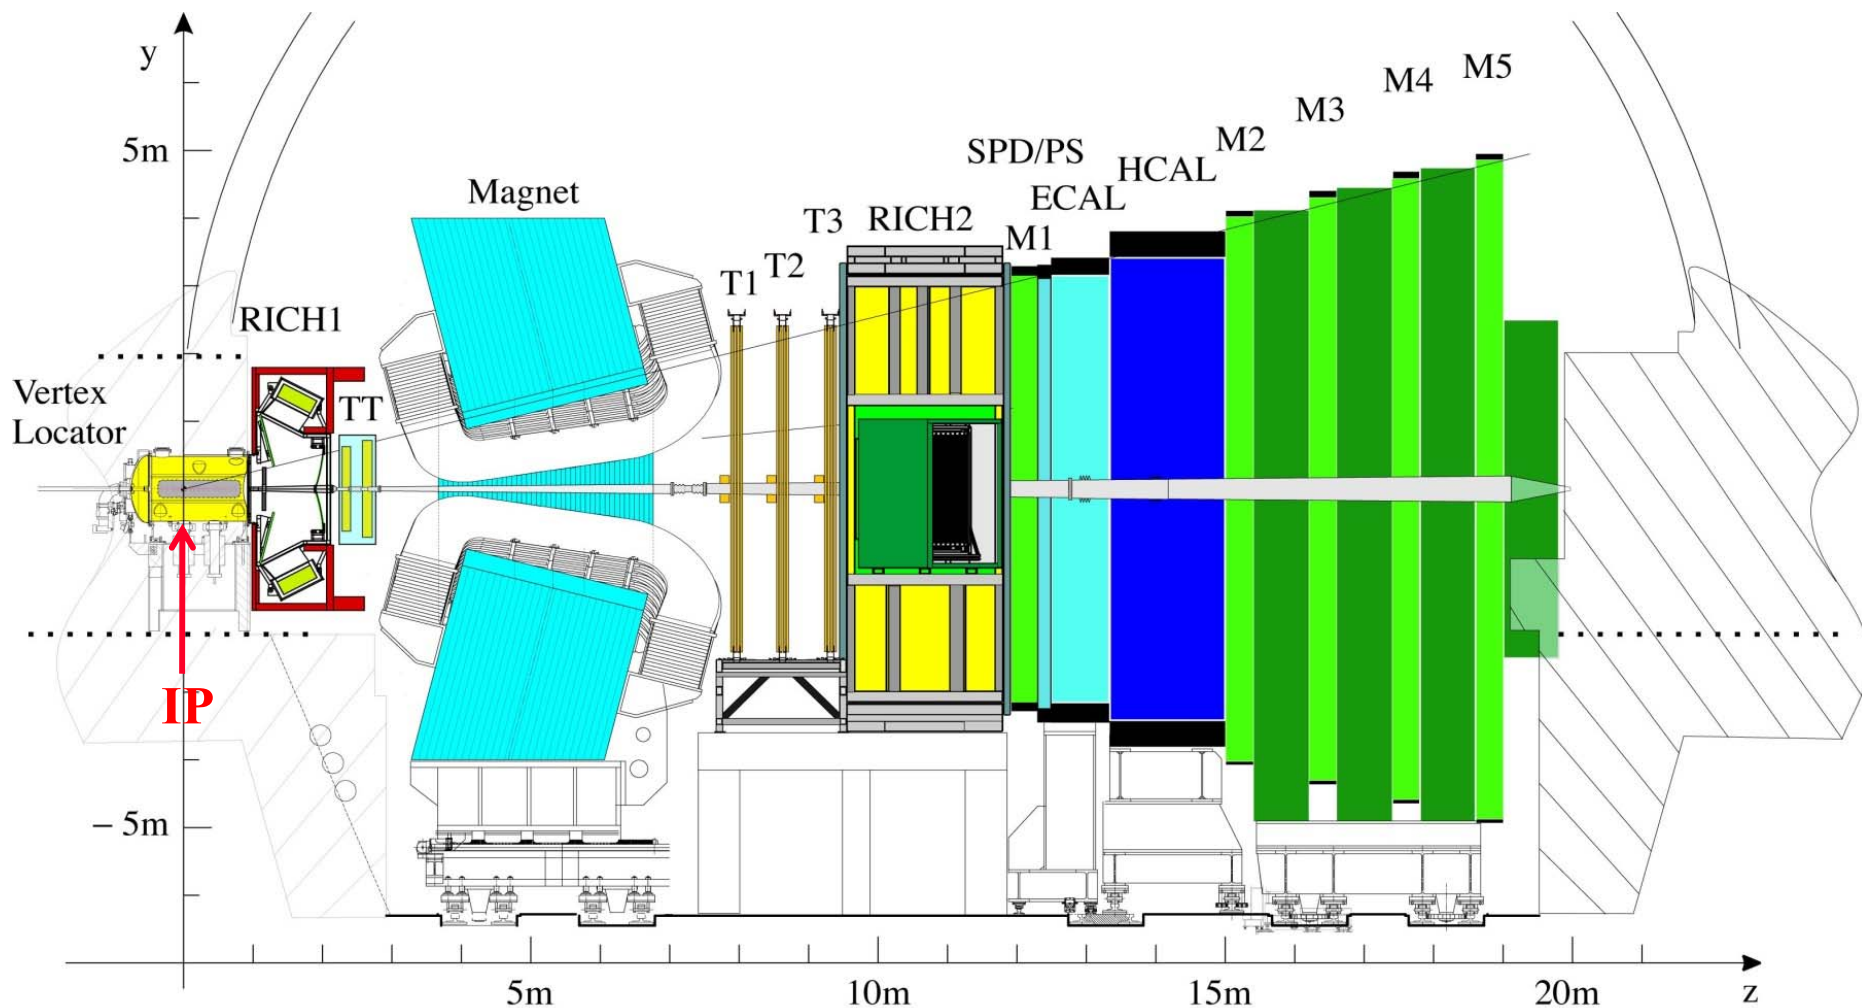 y
5m
Magnet
RICH1
Vertex
Locator
TT
T1
T2
T3
RICH2
M1
SPD/PS
ECAL
HCAL
M2
M3
M4
M5
IP
– 5m
5m
10m
15m
20m
z